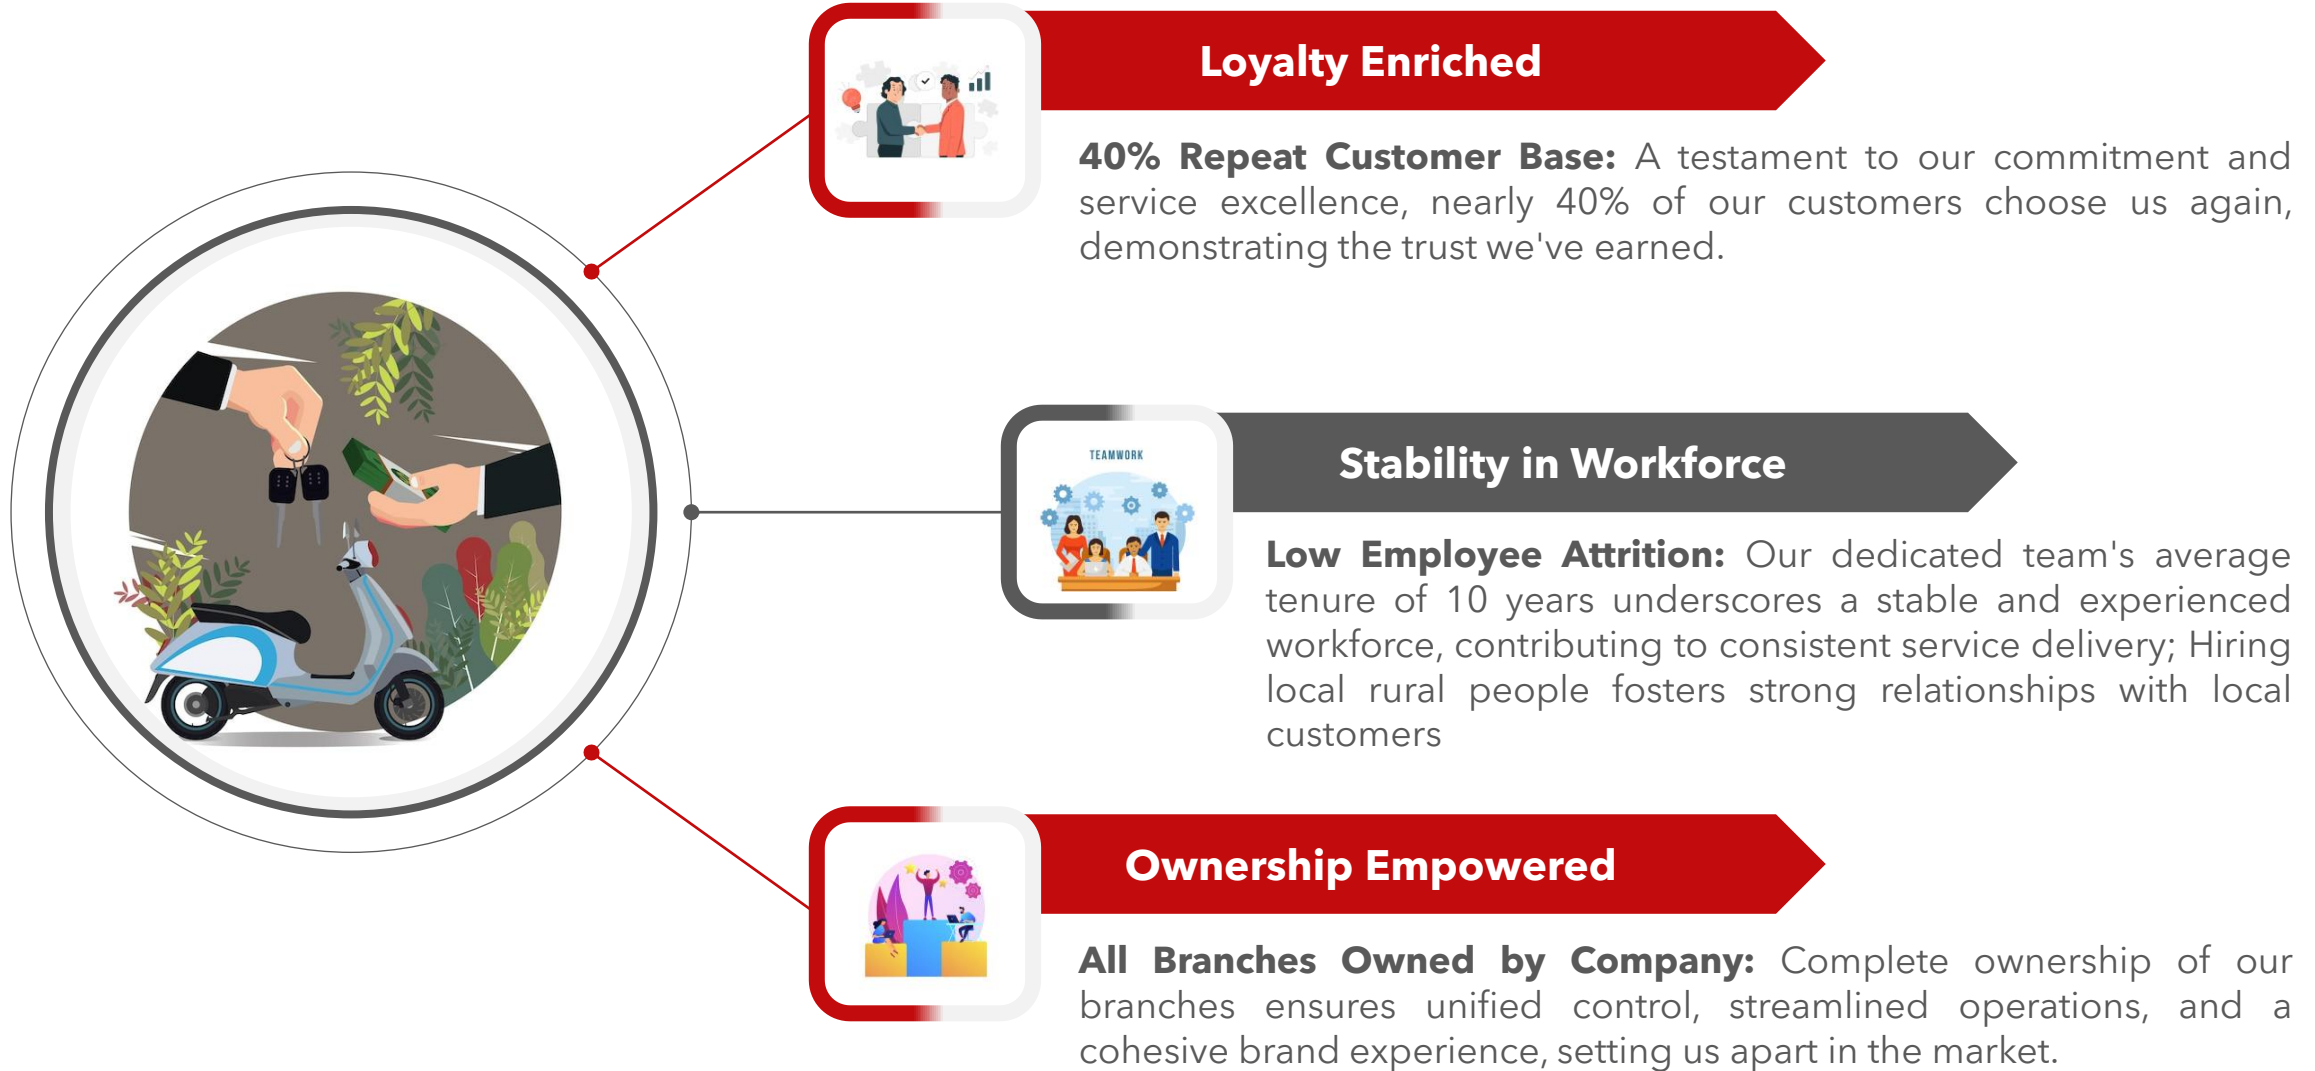 Loyalty Enriched
40% Repeat Customer Base: A testament to our commitment and
service excellence, nearly 40% of our customers choose us again,
demonstrating the trust we've earned.
TEAMWORK
Stability in Workforce
Low Employee Attrition: Our dedicated team's average
tenure of 10 years underscores a stable and experienced
workforce, contributing to consistent service delivery; Hiring
local rural people fosters strong relationships with local
customers
Ownership Empowered
All Branches Owned by Company: Complete ownership of our
branches ensures unified control, streamlined operations, and a
cohesive brand experience, setting us apart in the market.